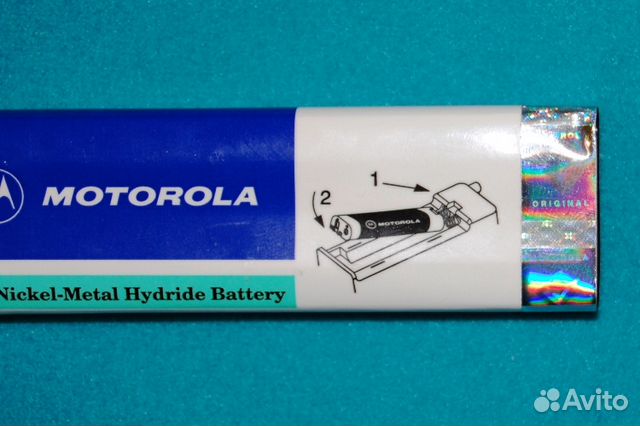 MOTOROLA
Nickel-Metal Hydride Battery
1
2
MOTOROLA
ORIGINAL
Avito